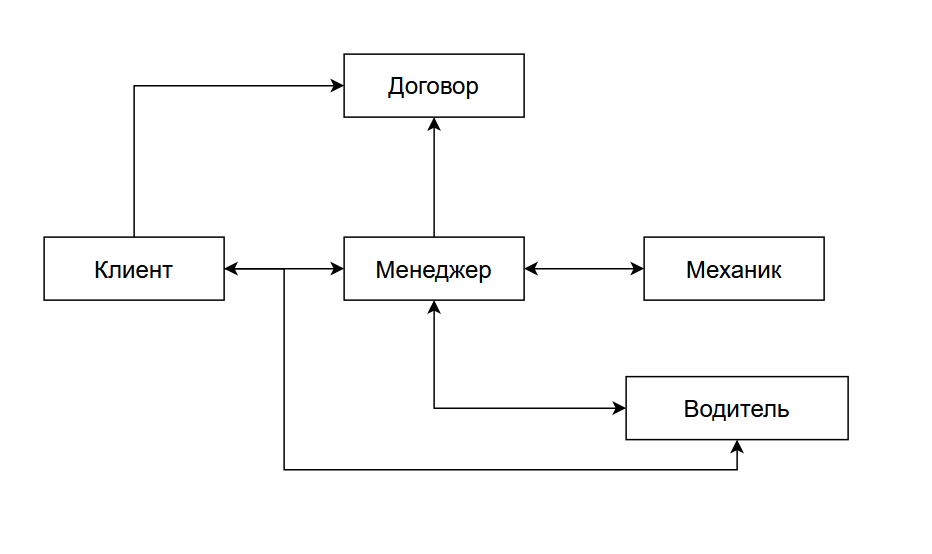 Договор
Клиент
Менеджер
Механик
Водитель